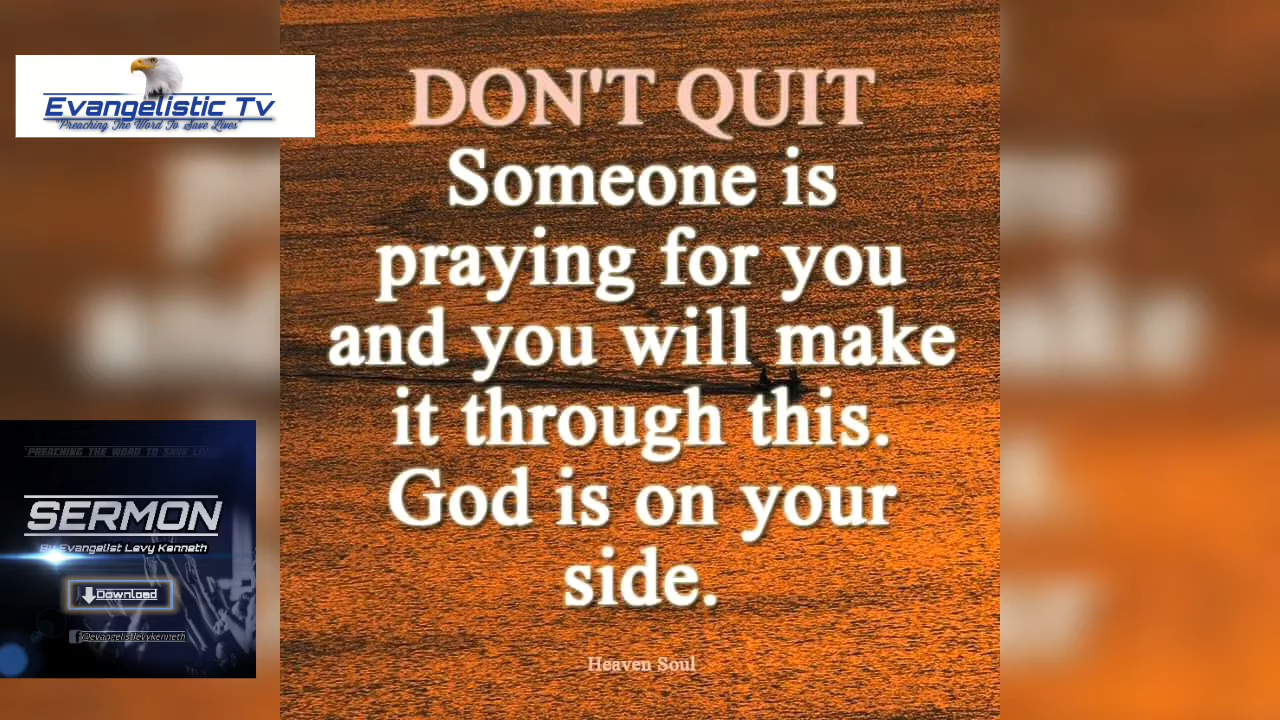 Evangelistic Tv
"Preaching The Word To Save Lives"
DON'T QUIT
Someone is
praying for you
and you will make
it through this.
God is on your
side.
Heaven Soul
"PREACHING THE WORD TO SAVE
SERMON
By Evangelist Levy Kenneth
Download
@evangelistlevykenneth